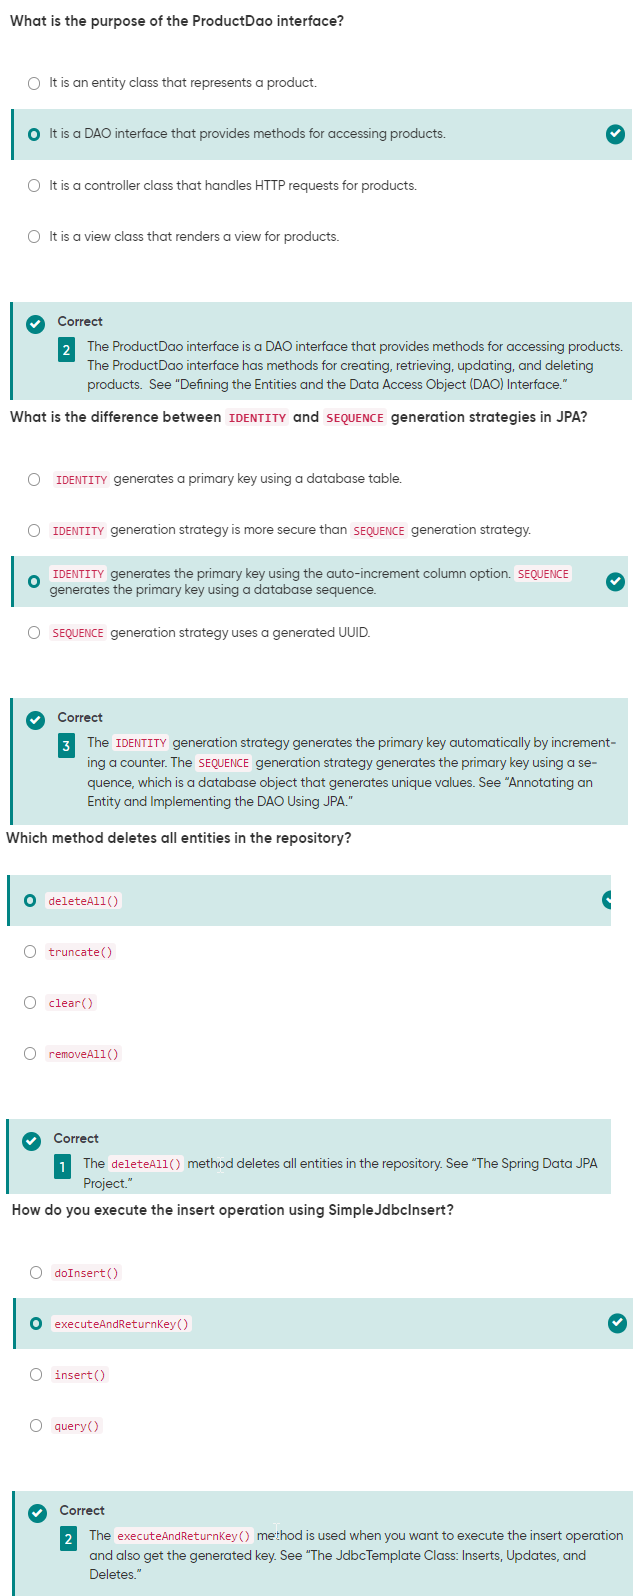 What is the purpose of the ProductDao interface?
It is an entity class that represents a product.
It is a DAO interface that provides methods for accessing products.
It is a controller class that handles HTTP requests for products.
It is a view class that renders a view for products.
Correct
2 The ProductDao interface is a DAO interface that provides methods for accessing products.
The ProductDao interface has methods for creating, retrieving, updating, and deleting
products. See “Defining the Entities and the Data Access Object (DAO) Interface.”
What is the difference between IDENTITY and SEQUENCE generation strategies in JPA?
IDENTITY generates a primary key using a database table.
IDENTITY generation strategy is more secure than SEQUENCE generation strategy.
IDENTITY generates the primary key using the auto-increment column option. SEQUENCE
generates the primary key using a database sequence.
SEQUENCE generation strategy uses a generated UUID.
Correct
3 The IDENTITY generation strategy generates the primary key automatically by increment-
ing a counter. The SEQUENCE generation strategy generates the primary key using a se-
quence, which is a database object that generates unique values. See “Annotating an
Entity and Implementing the DAO Using JPA.”
Which method deletes all entities in the repository?
deleteAll()
truncate()
clear()
removeAll()
Correct
1 The deleteAll() method deletes all entities in the repository. See “The Spring Data JPA
Project.”
How do you execute the insert operation using SimpleJdbcInsert?
doInsert()
executeAndReturnKey()
insert()
query()
Correct
2 The executeAndReturnKey() method is used when you want to execute the insert operation
and also get the generated key. See “The JdbcTemplate Class: Inserts, Updates, and
Deletes.”